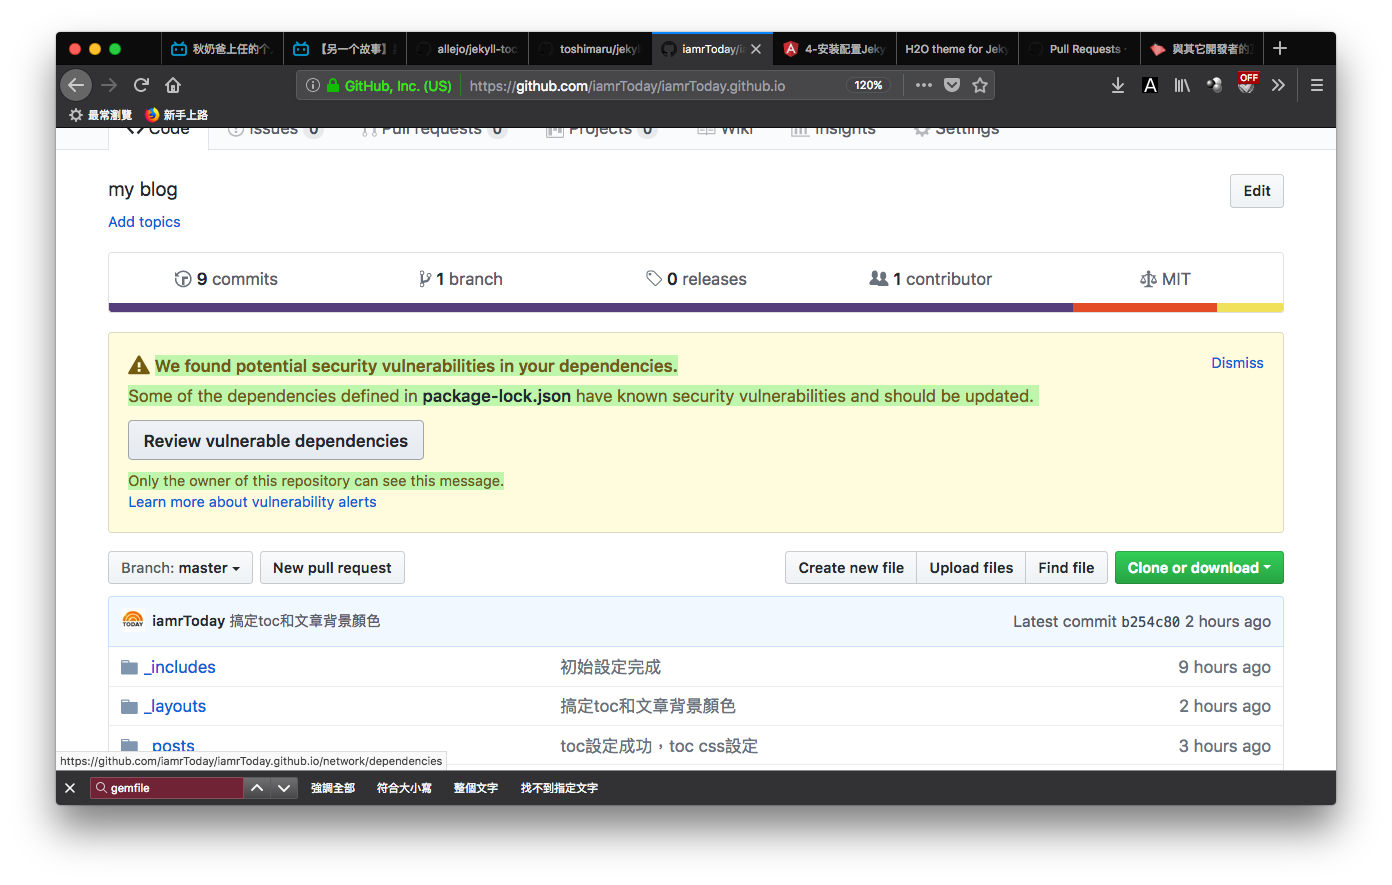 秋奶爸上任的个
【另一个故事】
allejo/jekyll-toc
toshimaru/jekyl
iamrToday/ia
4-安裝配置Jeky
H2O theme for Jeky
Pull Requests ·
與其它開發者的
GitHub, Inc. (US)
https://github.com/iamrToday/iamrToday.github.io
120%
OFF
最常瀏覽
新手上路
Code
Issues 0
Pull requests 0
Projects 0
Wiki
Insights
Settings
my blog
Edit
Add topics
9 commits
1 branch
0 releases
1 contributor
MIT
We found potential security vulnerabilities in your dependencies.
Dismiss
Some of the dependencies defined in package-lock.json have known security vulnerabilities and should be updated.
Review vulnerable dependencies
Only the owner of this repository can see this message.
Learn more about vulnerability alerts
Branch: master
New pull request
Create new file
Upload files
Find file
Clone or download
TODAY
iamrToday 搞定toc和文章背景顏色
Latest commit b254c80 2 hours ago
_includes
初始設定完成
9 hours ago
_layouts
搞定toc和文章背景顏色
2 hours ago
_posts
toc設定成功，toc css設定
3 hours ago
https://github.com/iamrToday/iamrToday.github.io/network/dependencies
gemfile
強調全部
符合大小寫
整個文字
找不到指定文字